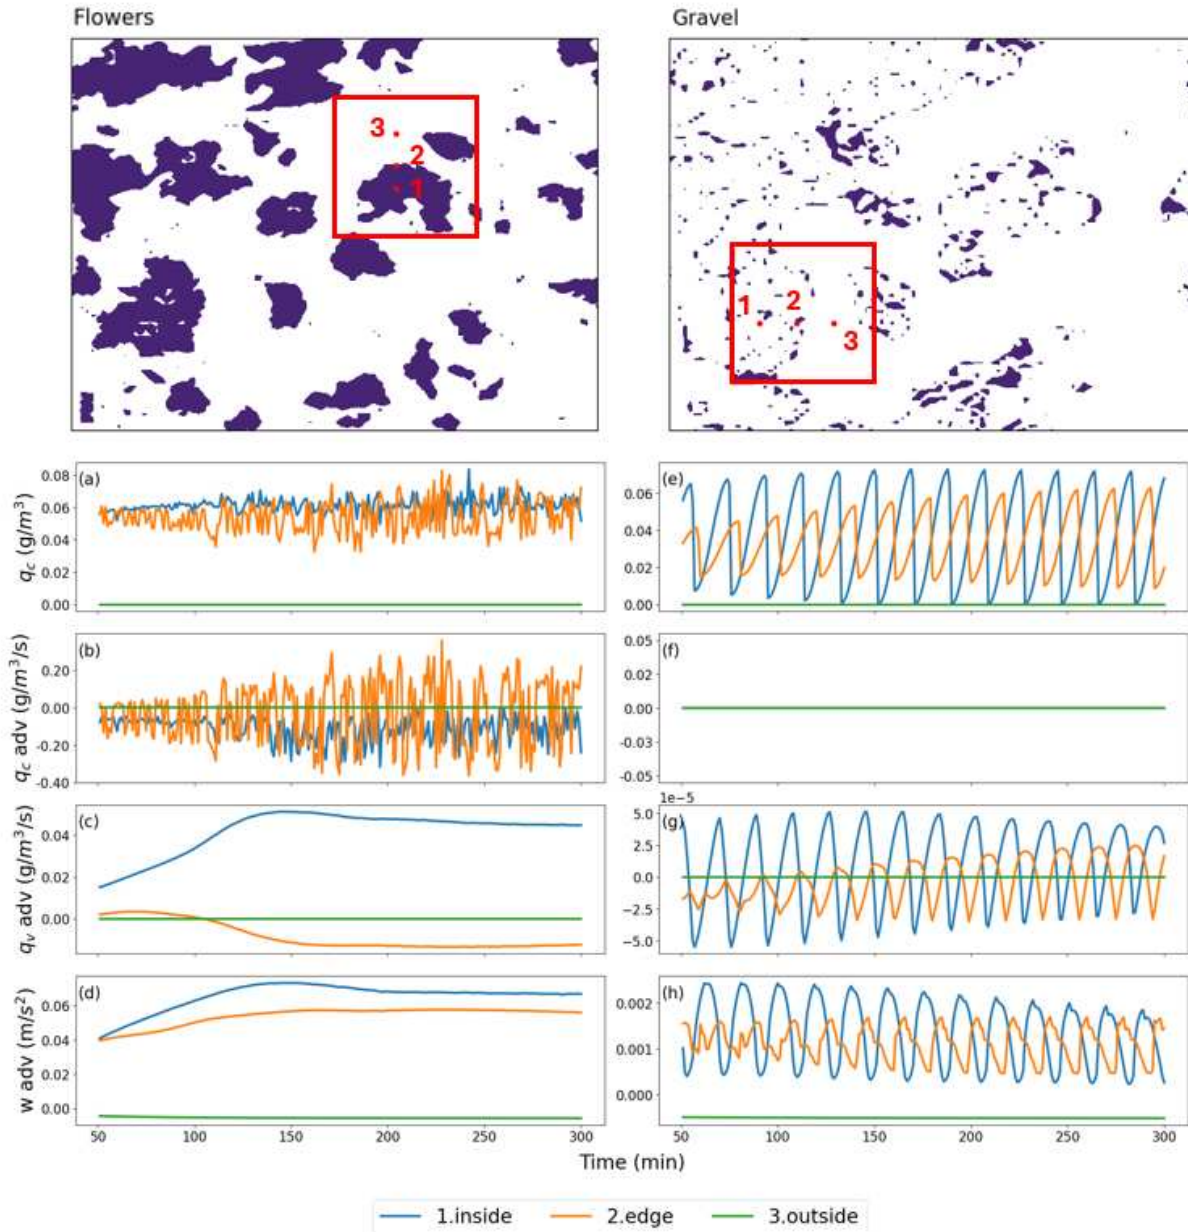 Flowers
Gravel
3
2
1
1
2
3
(a)
q_c (g/m³)
0.08
0.06
0.04
0.02
0.00
(e)
0.06
0.04
0.02
0.00
(b)
q_c adv (g/m³/s)
0.20
0.00
-0.20
-0.40
(f)
0.05
0.03
0.00
-0.03
-0.05
(c)
q_v adv (g/m³/s)
0.04
0.02
0.00
1e-5
(g)
5.0
2.5
0.0
−2.5
−5.0
(d)
w adv (m/s²)
0.06
0.04
0.02
0.00
(h)
0.002
0.001
0.000
50 100 150 200 250 300
50 100 150 200 250 300
Time (min)
1.inside 2.edge 3.outside